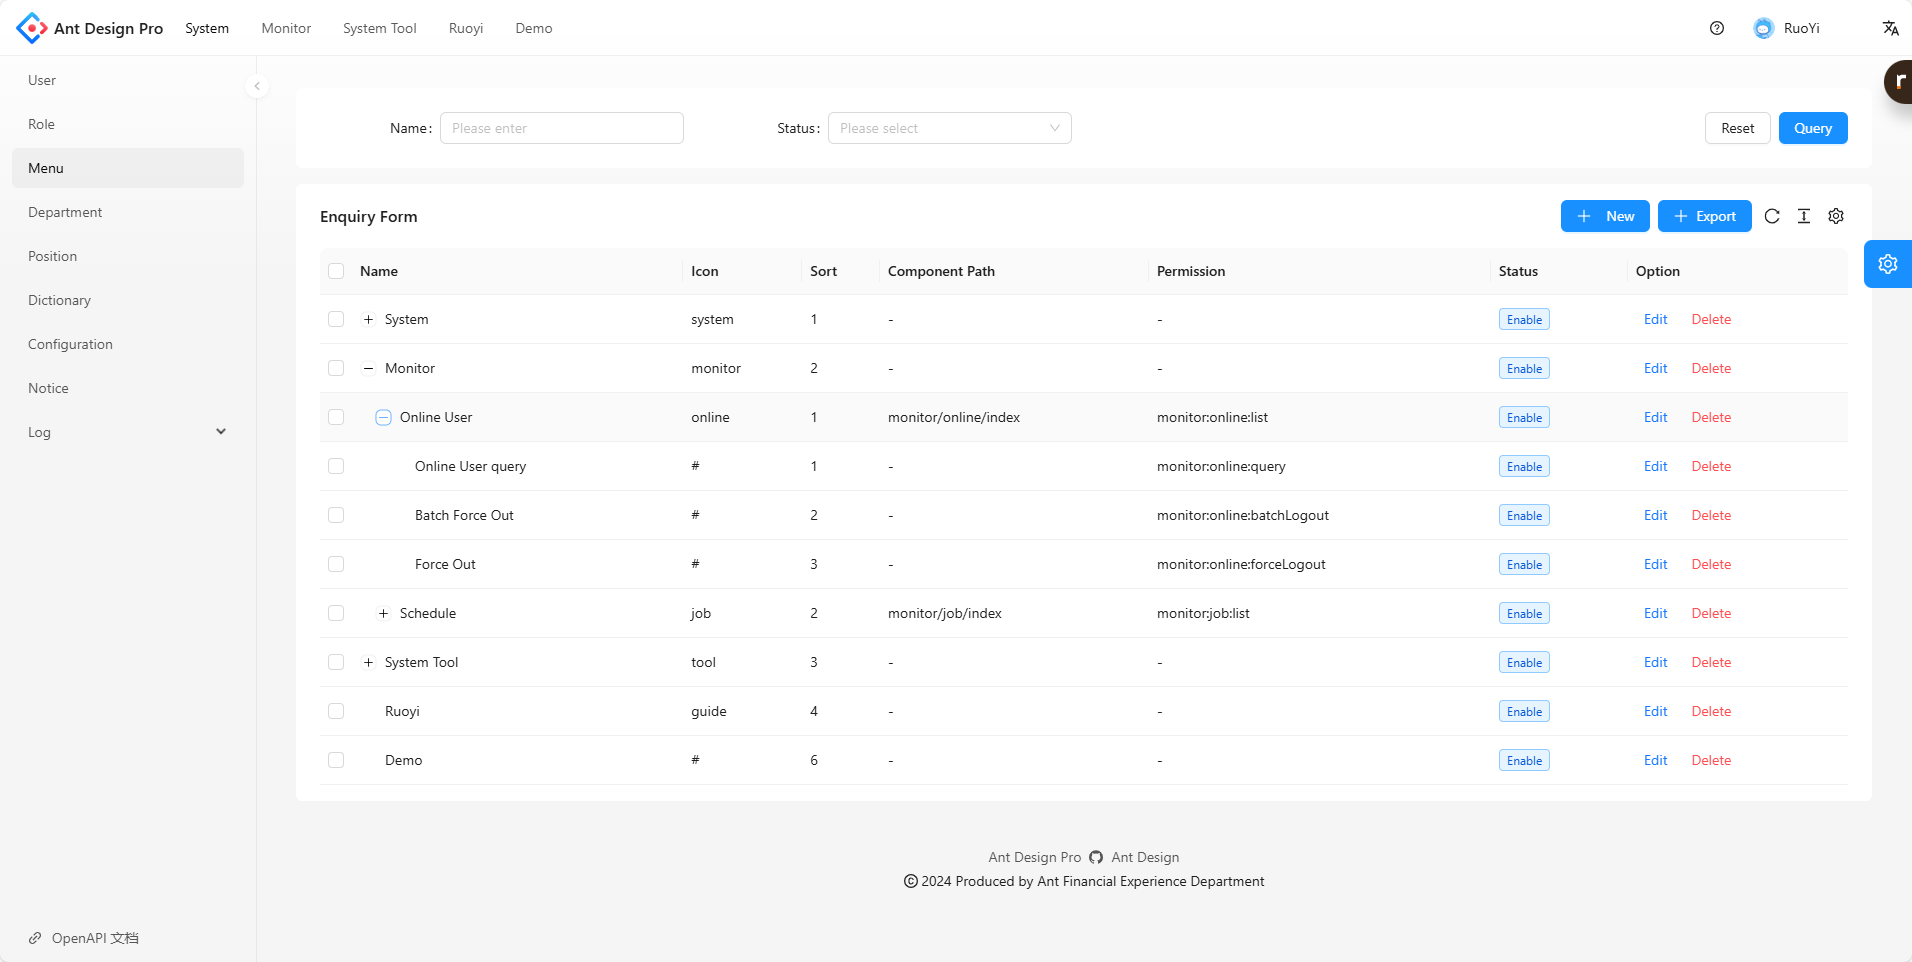 Ant Design Pro System Monitor System Tool Ruoyi Demo RuoYi
User
Role
Menu
Department
Position
Dictionary
Configuration
Notice
Log
OpenAPI 文档
Name: Please enter Status: Please select Reset Query
Enquiry Form New Export
Name Icon Sort Component Path Permission Status Option
System system 1 - - Enable Edit Delete
Monitor monitor 2 - - Enable Edit Delete
Online User online 1 monitor/online/index monitor:online:list Enable Edit Delete
Online User query # 1 - monitor:online:query Enable Edit Delete
Batch Force Out # 2 - monitor:online:batchLogout Enable Edit Delete
Force Out # 3 - monitor:online:forceLogout Enable Edit Delete
Schedule job 2 monitor/job/index monitor:job:list Enable Edit Delete
System Tool tool 3 - - Enable Edit Delete
Ruoyi guide 4 - - Enable Edit Delete
Demo # 6 - - Enable Edit Delete
Ant Design Pro Ant Design
© 2024 Produced by Ant Financial Experience Department